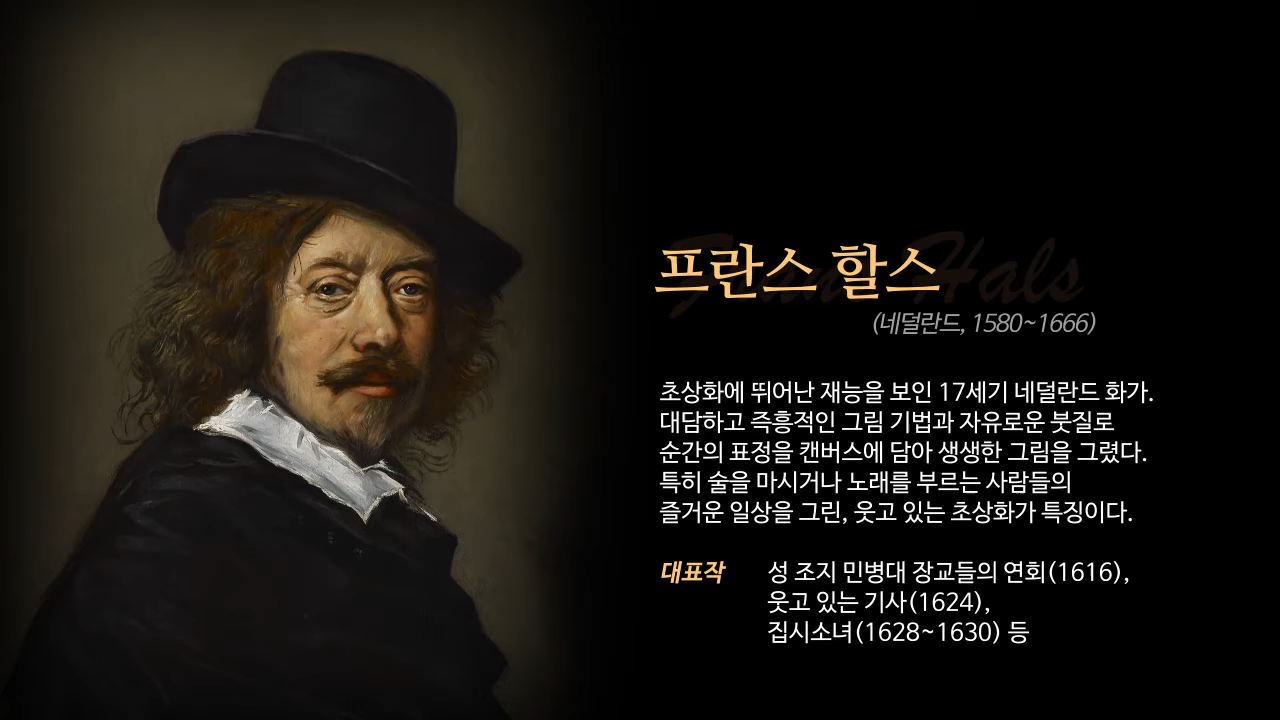 Frans Hals
프란스 할스
(네덜란드, 1580~1666)
초상화에 뛰어난 재능을 보인 17세기 네덜란드 화가.
대담하고 즉흥적인 그림 기법과 자유로운 붓질로
순간의 표정을 캔버스에 담아 생생한 그림을 그렸다.
특히 술을 마시거나 노래를 부르는 사람들의
즐거운 일상을 그린, 웃고 있는 초상화가 특징이다.
대표작 성 조지 민병대 장교들의 연회(1616),
웃고 있는 기사(1624),
집시소녀(1628~1630) 등